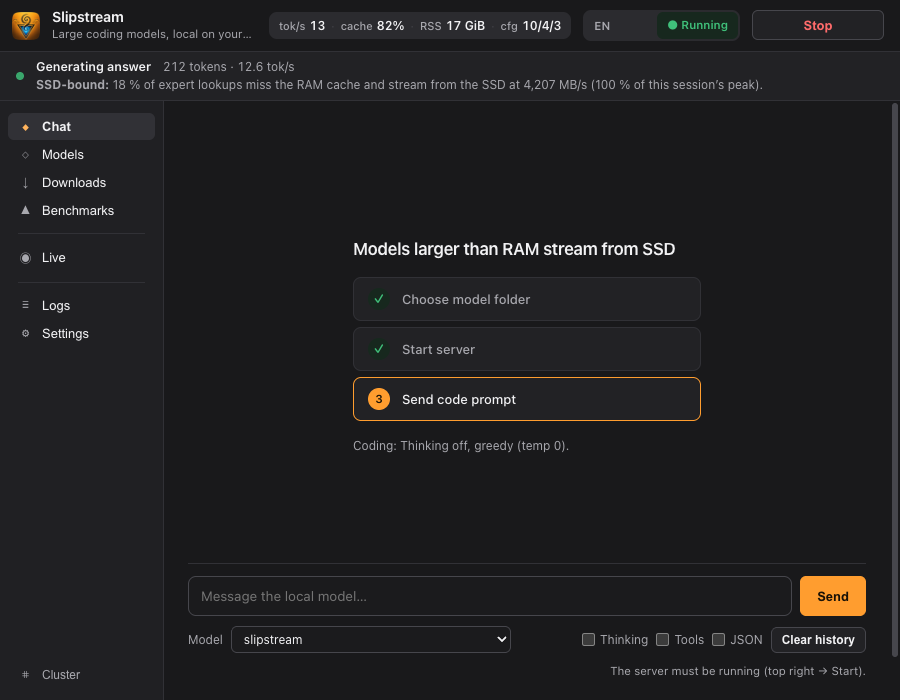 Slipstream
Large coding models, local on your...
tok/s 13 · cache 82% · RSS 17 GiB · cfg 10/4/3
EN
Running
Stop
Generating answer 212 tokens · 12.6 tok/s
SSD-bound: 18 % of expert lookups miss the RAM cache and stream from the SSD at 4,207 MB/s (100 % of this session's peak).
Chat
Models
Downloads
Benchmarks
Live
Logs
Settings
Cluster
Models larger than RAM stream from SSD
Choose model folder
Start server
3 Send code prompt
Coding: Thinking off, greedy (temp 0).
Message the local model...
Send
Model slipstream
Thinking Tools JSON Clear history
The server must be running (top right → Start).